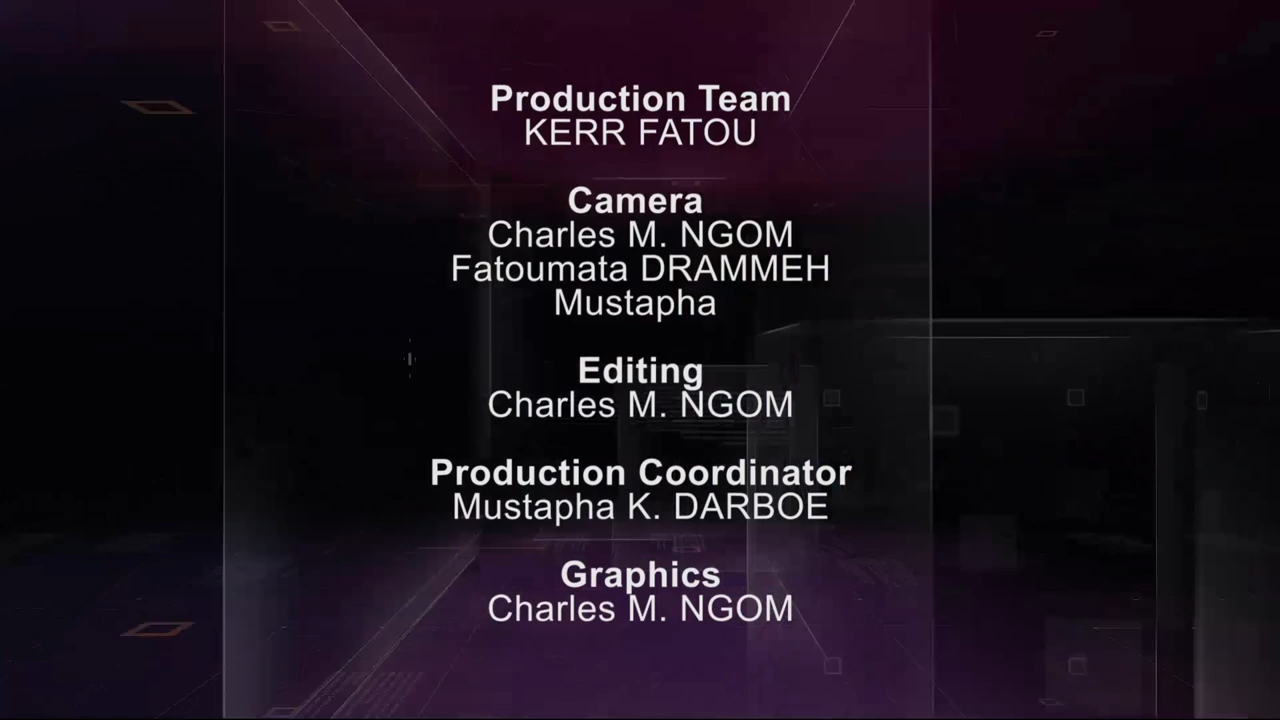 Production Team
KERR FATOU
Camera
Charles M. NGOM
Fatoumata DRAMMEH
Mustapha
Editing
Charles M. NGOM
Production Coordinator
Mustapha K. DARBOE
Graphics
Charles M. NGOM